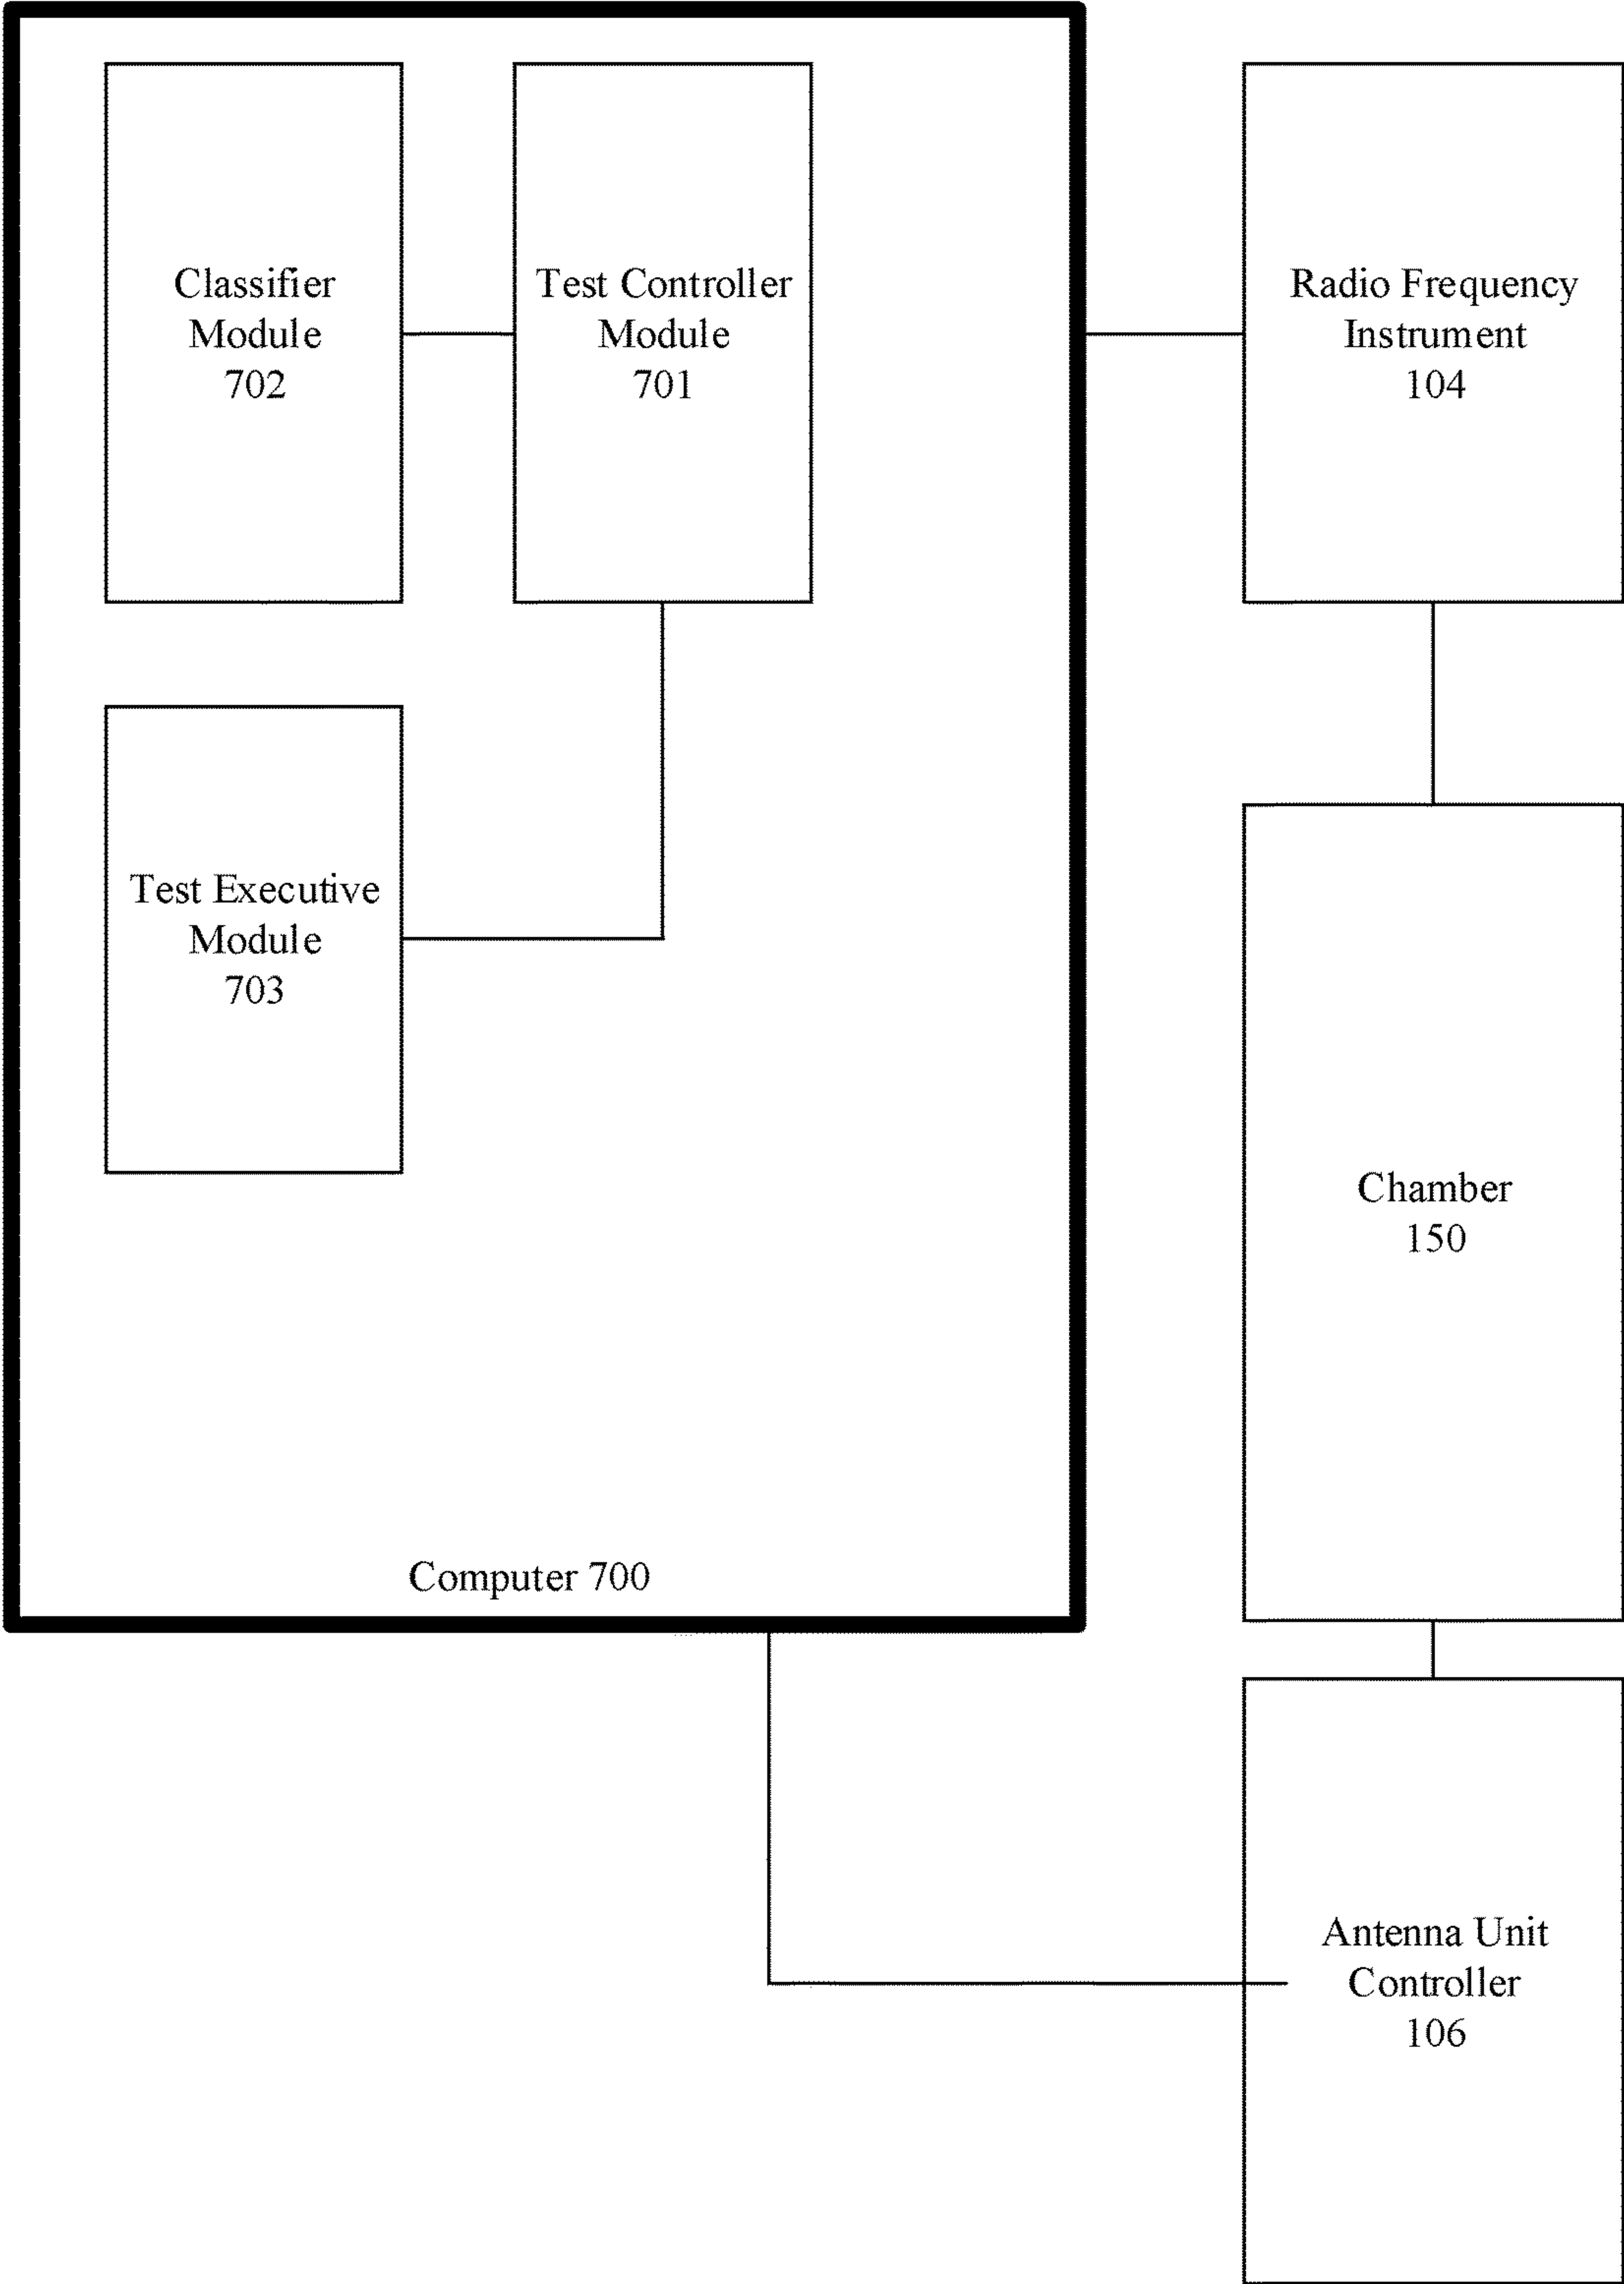 Classifier
Module
702
Test Controller
Module
701
Radio Frequency
Instrument
104
Test Executive
Module
703
Chamber
150
Computer 700
Antenna Unit
Controller
106